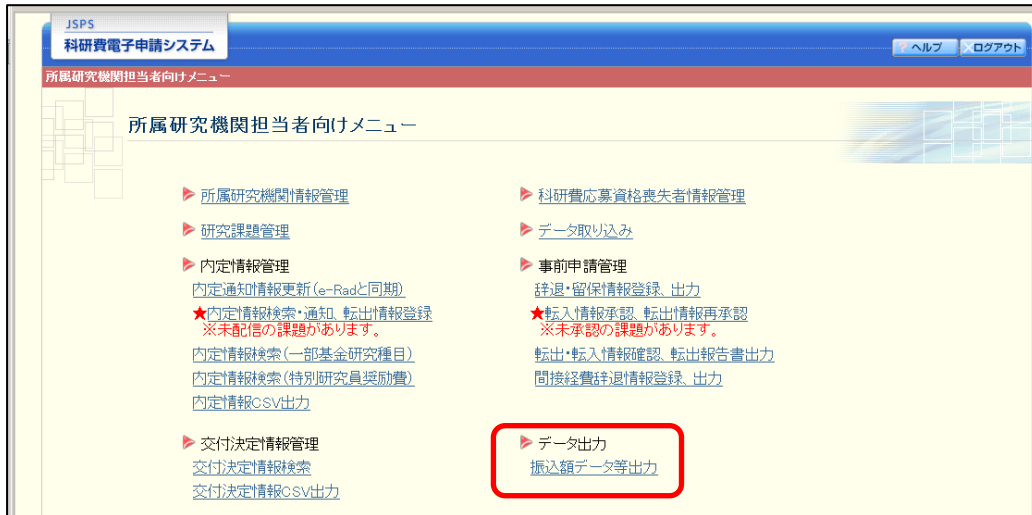 JSPS
科研費電子申請システム
? ヘルプ
ログアウト
所属研究機関担当者向けメニュー
所属研究機関担当者向けメニュー
所属研究機関情報管理
科研費応募資格喪失者情報管理
研究課題管理
データ取り込み
内定情報管理
内定通知情報更新(e-Radと同期)
★内定情報検索・通知、転出情報登録
※未配信の課題があります。
内定情報検索(一部基金研究種目)
内定情報検索(特別研究員奨励費)
内定情報CSV出力
事前申請管理
辞退・留保情報登録、出力
★転入情報承認、転出情報再承認
※未承認の課題があります。
転出・転入情報確認、転出報告書出力
間接経費辞退情報登録、出力
交付決定情報管理
交付決定情報検索
交付決定情報CSV出力
データ出力
振込額データ等出力